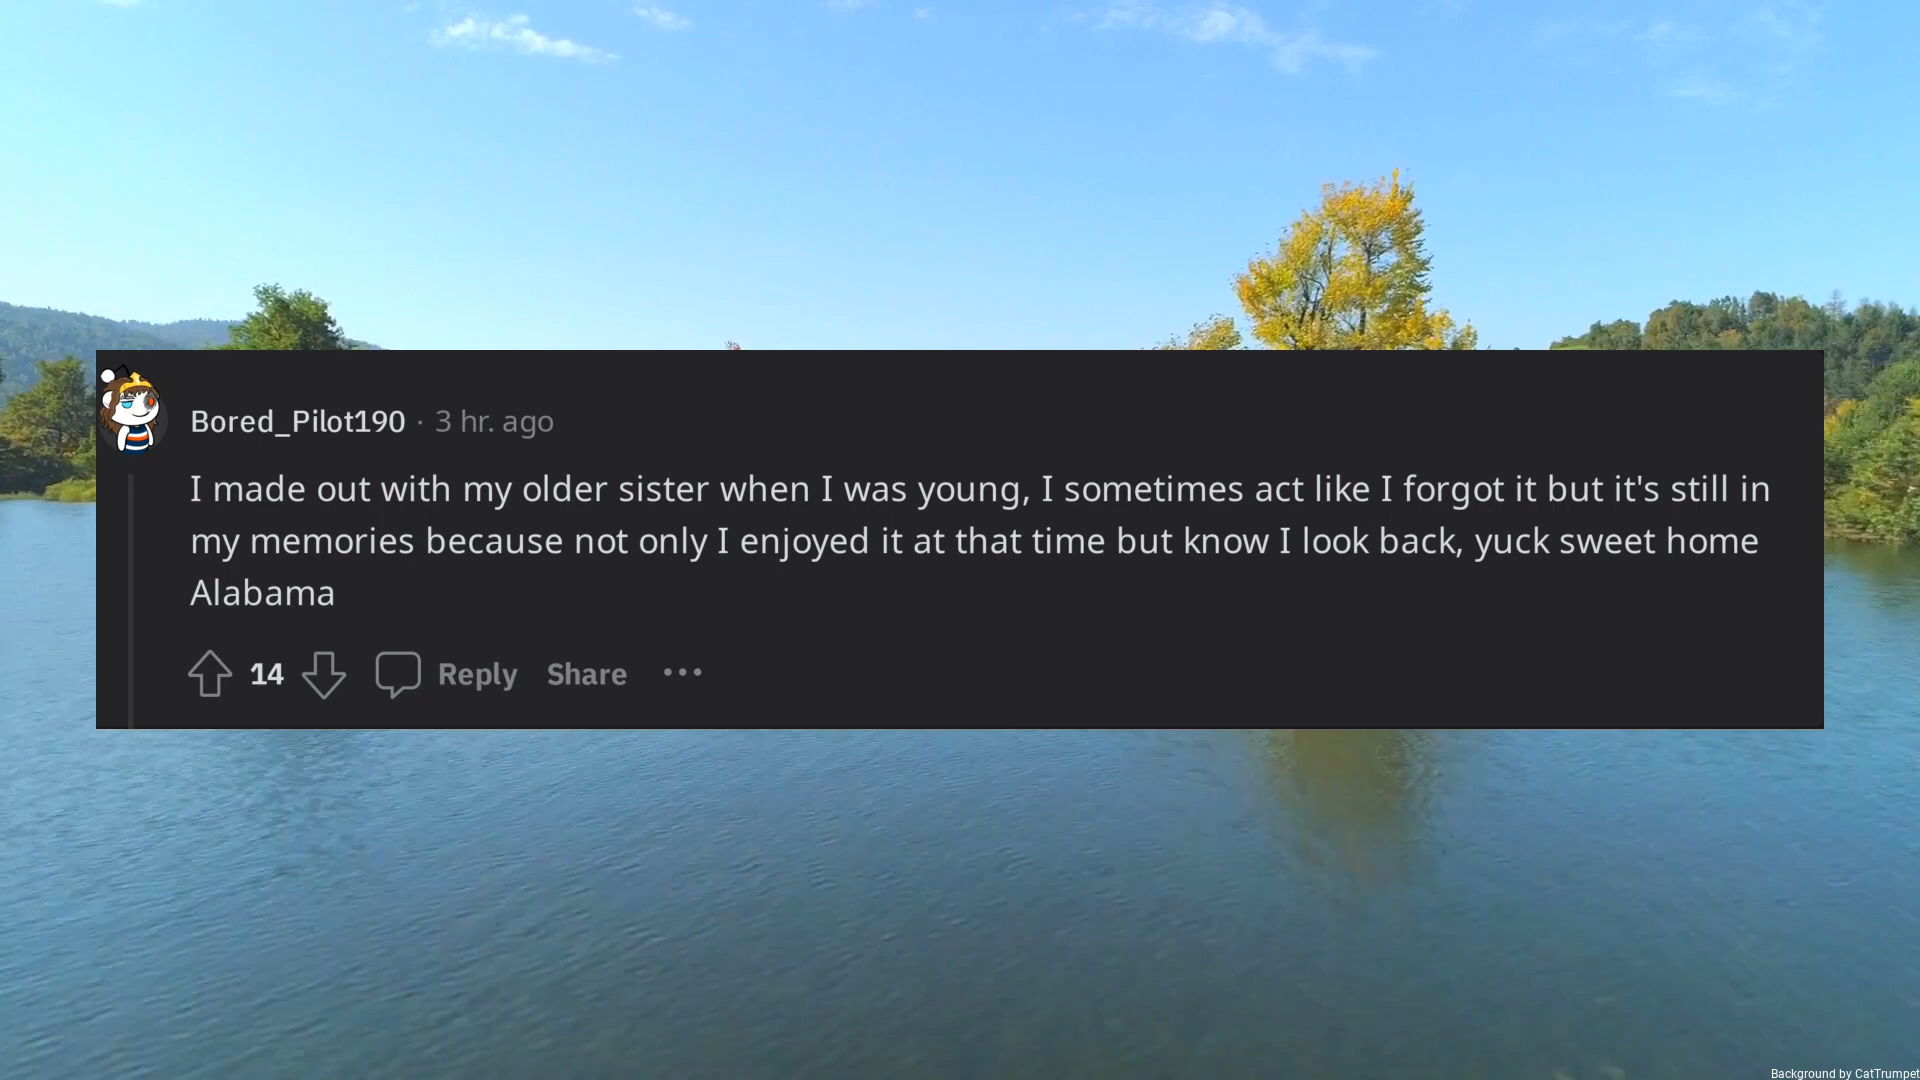 Bored_Pilot190 · 3 hr. ago
I made out with my older sister when I was young, I sometimes act like I forgot it but it's still in
my memories because not only I enjoyed it at that time but know I look back, yuck sweet home
Alabama
14 Reply Share ···
Background by CatTrumpet